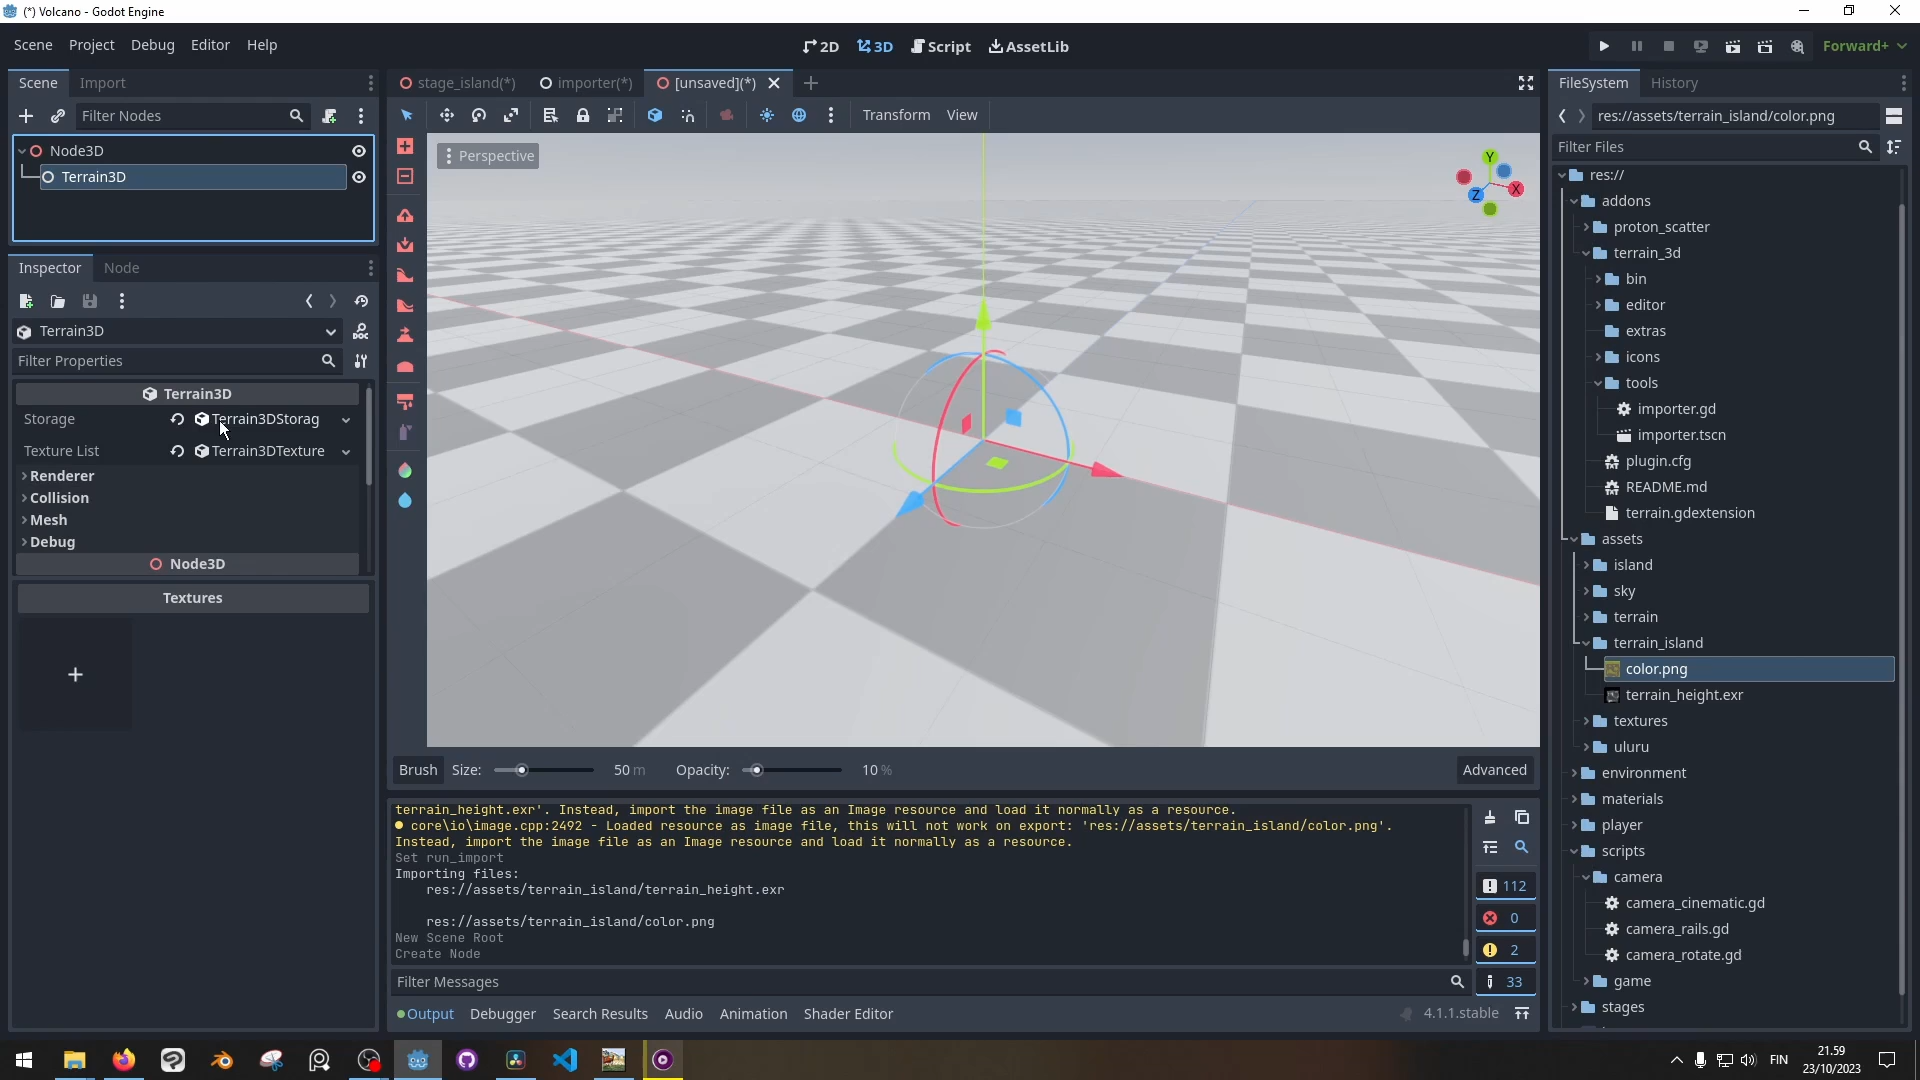 (*) Volcano - Godot Engine
Scene Project Debug Editor Help
2D 3D Script AssetLib
Forward+
Scene Import
Filter Nodes
Node3D
Terrain3D
Inspector Node
Terrain3D
Filter Properties
Terrain3D
Storage Terrain3DStorag
Texture List Terrain3DTexture
Renderer
Collision
Mesh
Debug
Node3D
Textures
stage_island(*) importer(*) [unsaved](*)
Transform View
Perspective
Y
X
Z
Brush Size: 50 m Opacity: 10 % Advanced
terrain_height.exr'. Instead, import the image file as an Image resource and load it normally as a resource.
core\io\image.cpp:2492 - Loaded resource as image file, this will not work on export: 'res://assets/terrain_island/color.png'.
Instead, import the image file as an Image resource and load it normally as a resource.
Set run_import
Importing files:
res://assets/terrain_island/terrain_height.exr
res://assets/terrain_island/color.png
New Scene Root
Create Node
112
0
2
33
Filter Messages
Output Debugger Search Results Audio Animation Shader Editor 4.1.1.stable
FileSystem History
res://assets/terrain_island/color.png
Filter Files
res://
addons
proton_scatter
terrain_3d
bin
editor
extras
icons
tools
importer.gd
importer.tscn
plugin.cfg
README.md
terrain.gdextension
assets
island
sky
terrain
terrain_island
color.png
terrain_height.exr
textures
uluru
environment
materials
player
scripts
camera
camera_cinematic.gd
camera_rails.gd
camera_rotate.gd
game
stages
FIN
21.59
23/10/2023